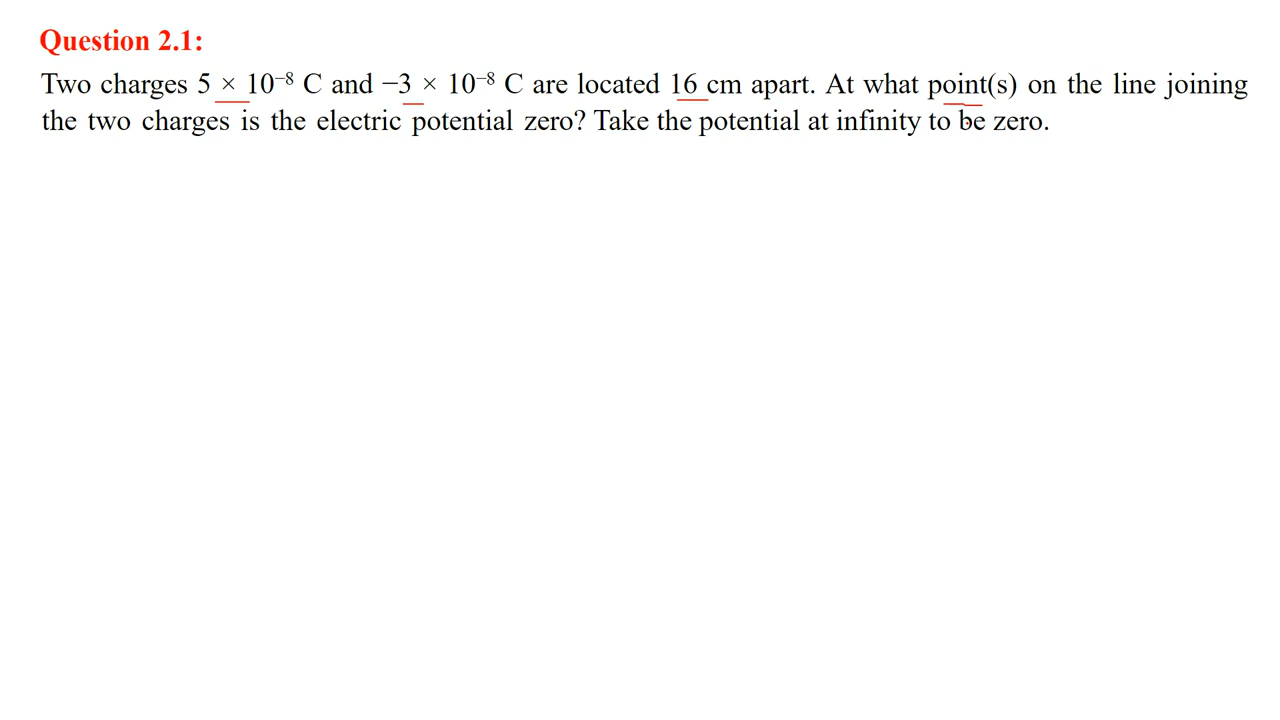 Question 2.1:
Two charges 5 × 10⁻⁸ C and −3 × 10⁻⁸ C are located 16 cm apart. At what point(s) on the line joining
the two charges is the electric potential zero? Take the potential at infinity to be zero.